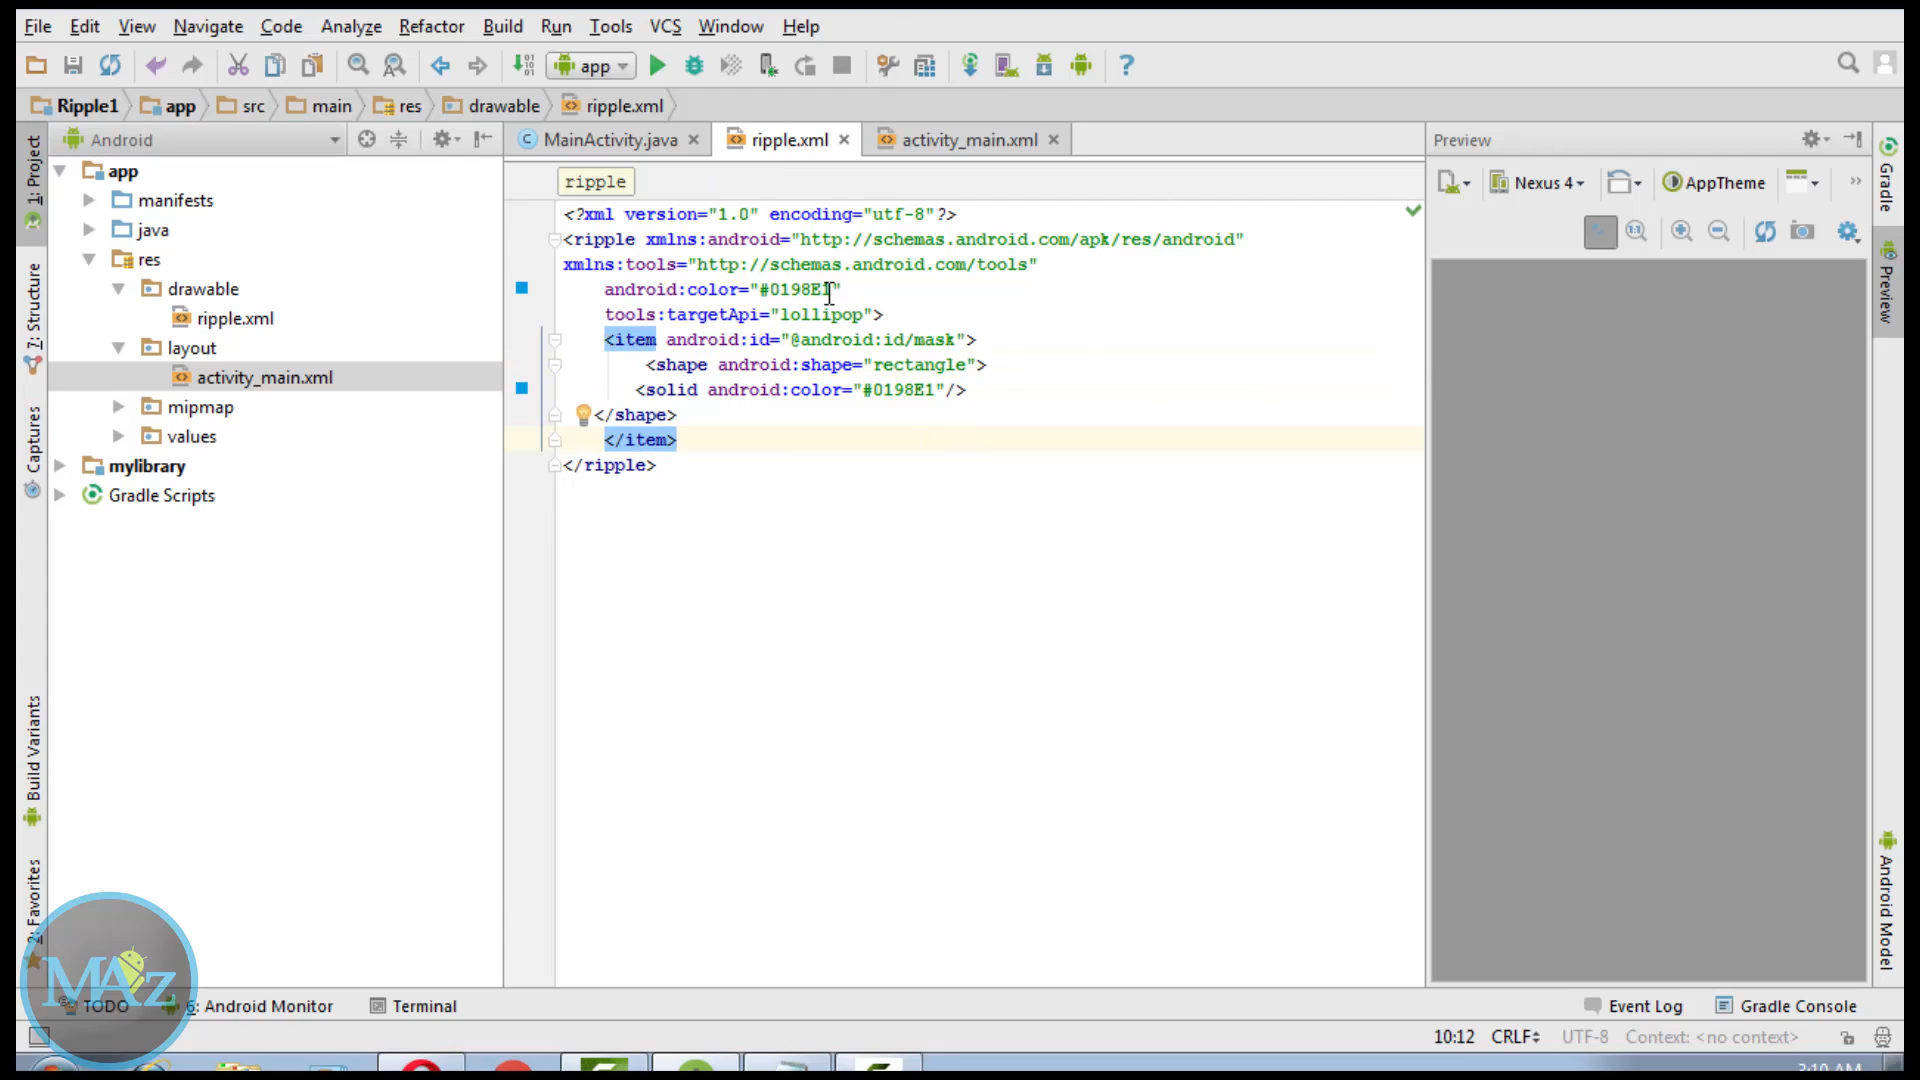 File Edit View Navigate Code Analyze Refactor Build Run Tools VCS Window Help
app
Ripple1 app src main res drawable ripple.xml
Android
MainActivity.java ripple.xml activity_main.xml
Preview
Nexus 4 AppTheme
1: Project
7: Structure
Captures
Build Variants
2: Favorites
app
manifests
java
res
drawable
ripple.xml
layout
activity_main.xml
mipmap
values
mylibrary
Gradle Scripts
ripple
<?xml version="1.0" encoding="utf-8"?>
<ripple xmlns:android="http://schemas.android.com/apk/res/android"
xmlns:tools="http://schemas.android.com/tools"
android:color="#0198E1"
tools:targetApi="lollipop">
<item android:id="@android:id/mask">
<shape android:shape="rectangle">
<solid android:color="#0198E1"/>
</shape>
</item>
</ripple>
Gradle
Preview
Android Model
MAz
TODO 6: Android Monitor Terminal Event Log Gradle Console
10:12 CRLF UTF-8 Context: <no context>
3:10 AM